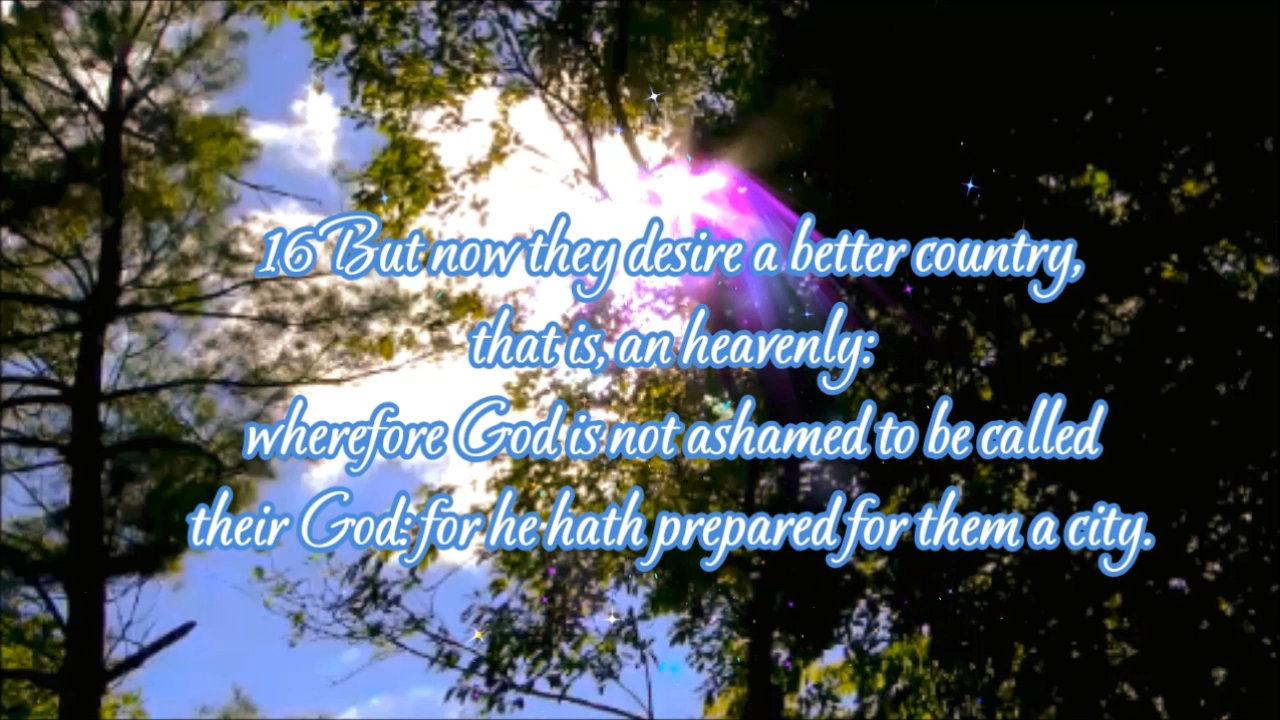 16 But now they desire a better country,
that is, an heavenly:
wherefore God is not ashamed to be called
their God: for he hath prepared for them a city.